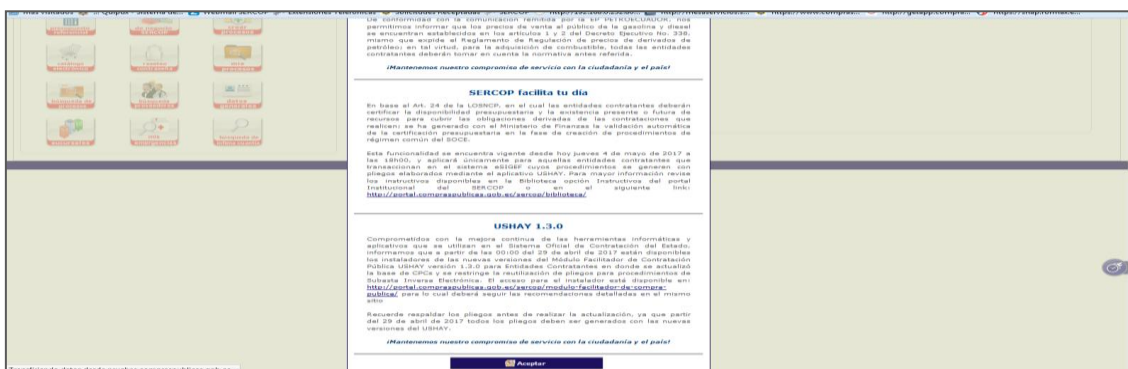 Quipux - Sistema de...
Webmail SERCOP
Extensiones Telefónicas
Solicitudes Receptadas
SERCOP
De conformidad con la comunicación remitida por la EP PETROECUADOR, nos
permitimos informar que los precios de venta al público de la gasolina y diesel
se encuentran establecidos en los artículos 1 y 2 del Decreto Ejecutivo No. 338,
mismo que expide el Reglamento de Regulación de precios de derivados de
petróleo; en tal virtud, para la adquisición de combustible, todas las entidades
contratantes deberán tomar en cuenta la normativa antes referida.
¡Mantenemos nuestro compromiso de servicio con la ciudadanía y el país!
SERCOP facilita tu día
En base al Art. 24 de la LOSNCP, en el cual las entidades contratantes deberán
certificar la disponibilidad presupuestaria y la existencia presente o futura de
recursos para cubrir las obligaciones derivadas de las contrataciones que
realicen; se ha generado con el Ministerio de Finanzas la validación automática
de la certificación presupuestaria en la fase de creación de procedimientos de
régimen común del SOCE.
Esta funcionalidad se encuentra vigente desde hoy jueves 4 de mayo de 2017 a
las 18h00, y aplicará únicamente para aquellas entidades contratantes que
transaccionan en el sistema eSIGEF cuyos procedimientos se generen con
pliegos elaborados mediante el aplicativo USHAY. Para mayor información revise
los instructivos disponibles en la Biblioteca opción Instructivos del portal
Institucional del SERCOP o en el siguiente link:
http://portal.compraspublicas.gob.ec/sercop/biblioteca/
USHAY 1.3.0
Comprometidos con la mejora continua de las herramientas informáticas y
aplicativos que se utilizan en el Sistema Oficial de Contratación del Estado,
informamos que a partir de las 00:00 del 29 de abril de 2017 están disponibles
los instaladores de las nuevas versiones del Módulo Facilitador de Contratación
Pública USHAY versión 1.3.0 para Entidades Contratantes en donde se actualizó
la base de CPCs y se restringe la reutilización de pliegos para procedimientos de
Subasta Inversa Electrónica. El acceso para el instalador está disponible en:
http://portal.compraspublicas.gob.ec/sercop/modulo-facilitador-de-compra-
publica/ para lo cual deberá seguir las recomendaciones detalladas en el mismo
sitio
Recuerde respaldar los pliegos antes de realizar la actualización, ya que partir
del 29 de abril de 2017 todos los pliegos deben ser generados con las nuevas
versiones del USHAY.
¡Mantenemos nuestro compromiso de servicio con la ciudadanía y el país!
Aceptar